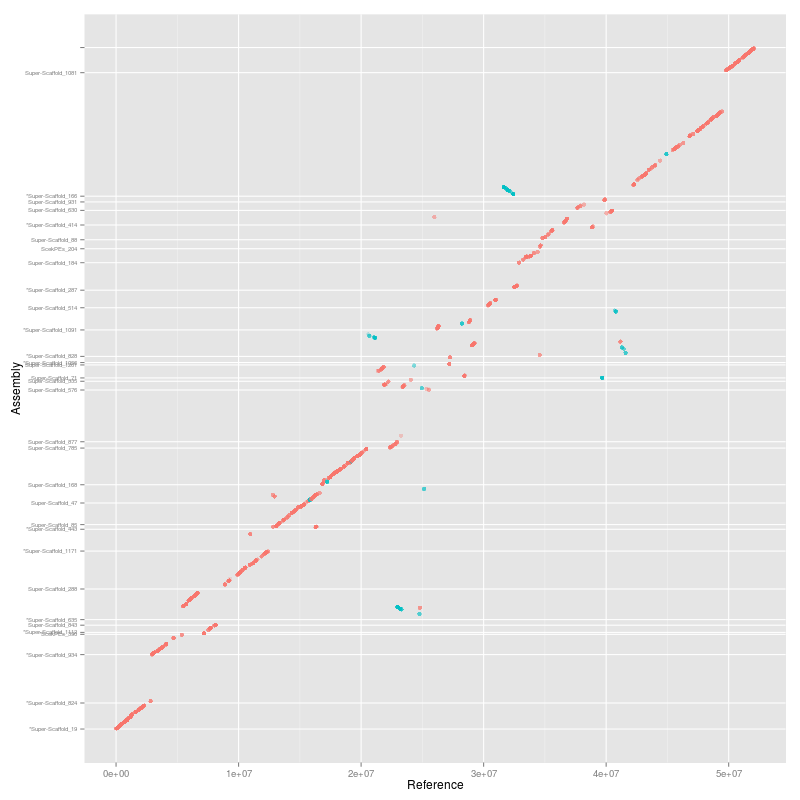 Super-Scaffold_1081
*Super-Scaffold_166
Super-Scaffold_931
Super-Scaffold_630
*Super-Scaffold_414
Super-Scaffold_88
Super-Scaffold_184
*Super-Scaffold_287
Super-Scaffold_514
*Super-Scaffold_1091
*Super-Scaffold_828
Super-Scaffold_576
Super-Scaffold_877
Super-Scaffold_785
*Super-Scaffold_168
Super-Scaffold_47
*Super-Scaffold_1171
Super-Scaffold_288
*Super-Scaffold_635
Super-Scaffold_843
*Super-Scaffold_934
*Super-Scaffold_824
*Super-Scaffold_19
Assembly
0e+00 1e+07 2e+07 3e+07 4e+07 5e+07
Reference